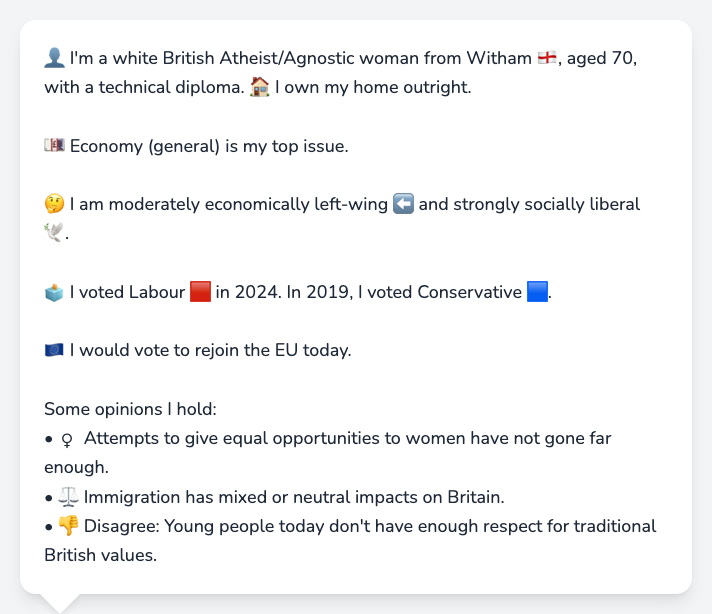 👤 I'm a white British Atheist/Agnostic woman from Witham 🏴󠁧󠁢󠁥󠁮󠁧󠁿, aged 70,
with a technical diploma. 🏠 I own my home outright.
💷 Economy (general) is my top issue.
🤔 I am moderately economically left-wing ⬅️ and strongly socially liberal
🕊️.
🗳️ I voted Labour 🟥 in 2024. In 2019, I voted Conservative 🟦.
🇪🇺 I would vote to rejoin the EU today.
Some opinions I hold:
• ♀ Attempts to give equal opportunities to women have not gone far
enough.
• ⚖️ Immigration has mixed or neutral impacts on Britain.
• 👎 Disagree: Young people today don't have enough respect for traditional
British values.